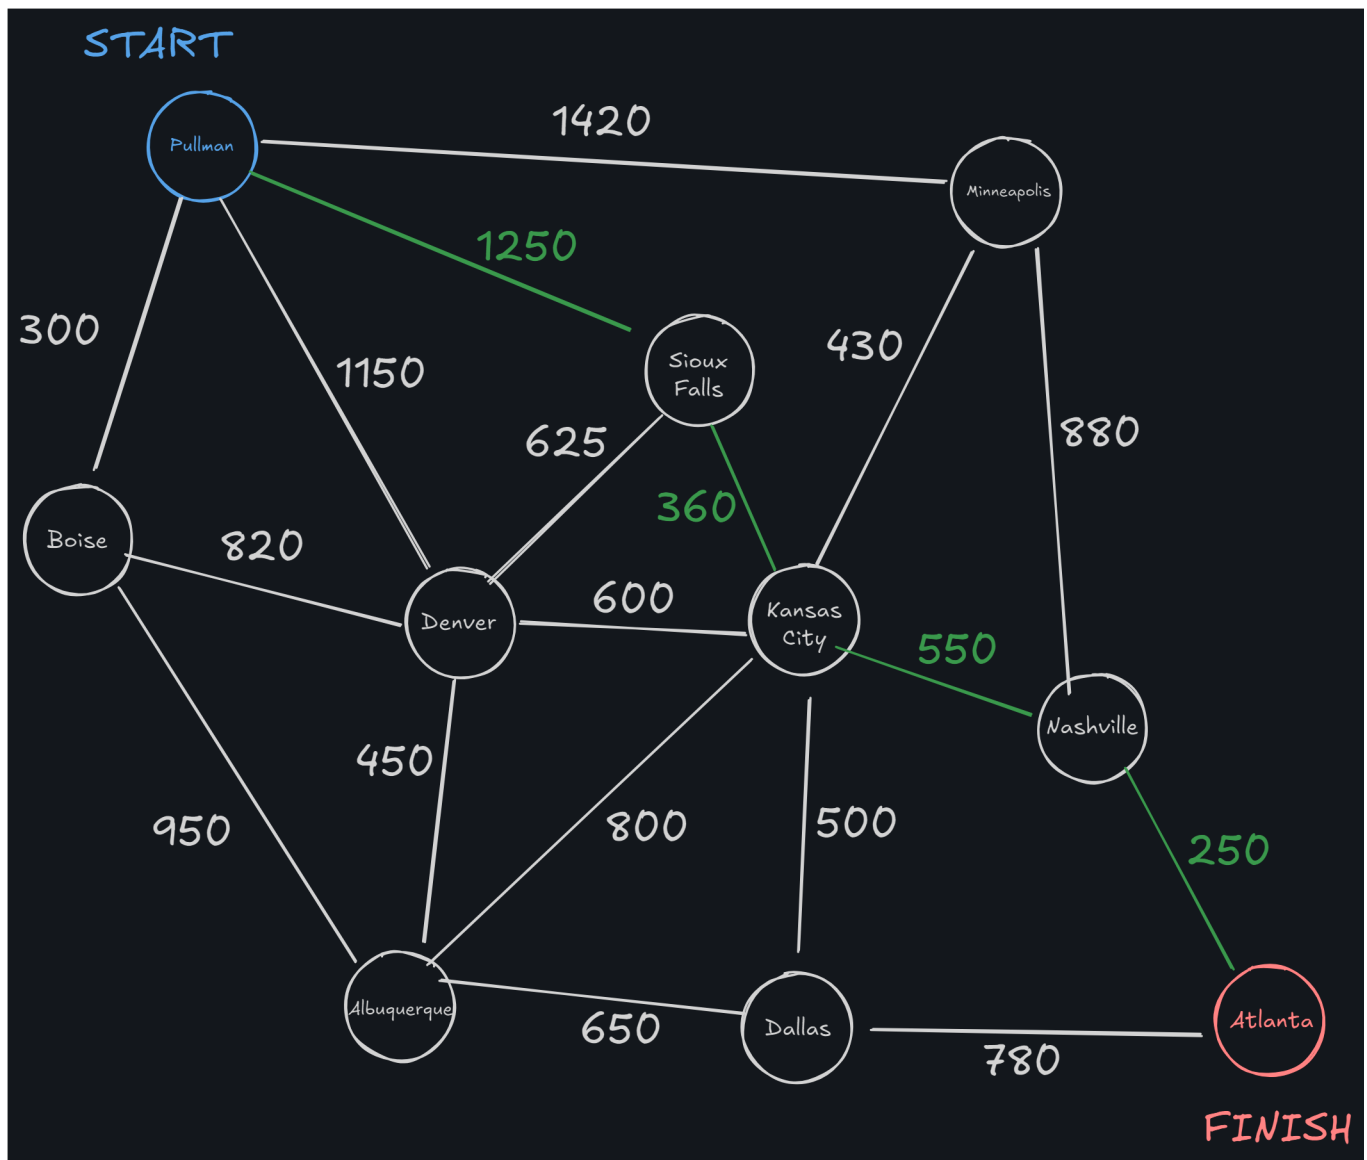 START
Pullman
1420
Minneapolis
1250
300
1150
Sioux
Falls
430
625
880
360
Boise
820
Denver
600
Kansas
City
550
Nashville
450
950
800
500
250
Albuquerque
650
Dallas
780
Atlanta
FINISH